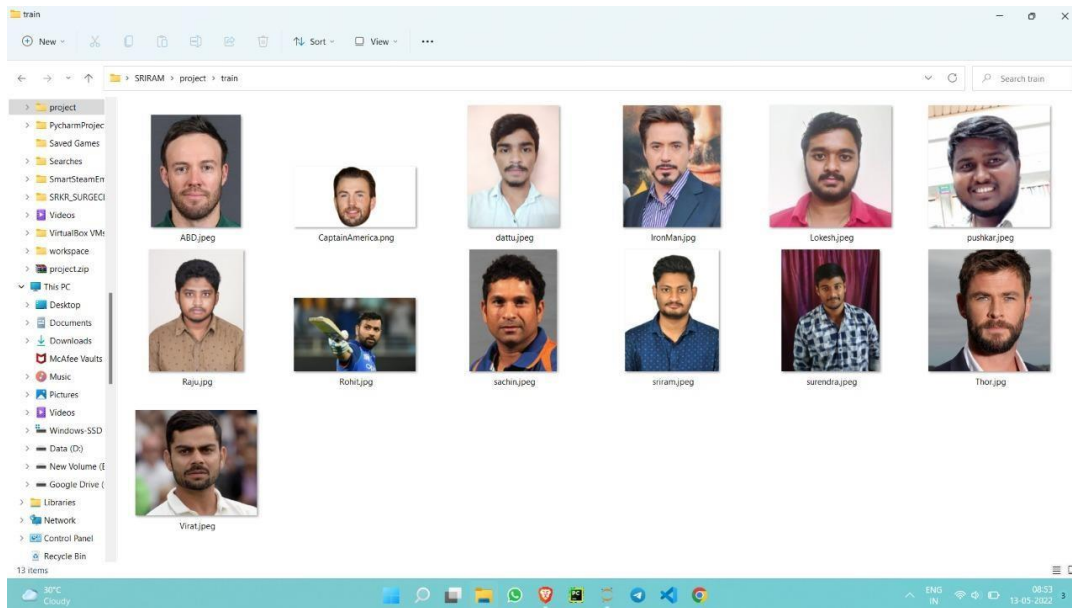 train
New
Sort
View
SRIRAM > project > train
Search train
project
PycharmProjec
Saved Games
Searches
SmartSteamEm
SRKR_SURGECI
Videos
VirtualBox VMs
workspace
project.zip
This PC
Desktop
Documents
Downloads
McAfee Vaults
Music
Pictures
Videos
Windows-SSD
Data (D:)
New Volume (E
Google Drive (
Libraries
Network
Control Panel
Recycle Bin
ABD.jpeg
CaptainAmerica.png
dattu.jpeg
IronMan.jpg
Lokesh.jpeg
pushkar.jpeg
Raju.jpg
Rohit.jpg
sachin.jpeg
sriram.jpeg
surendra.jpeg
Thor.jpg
Virat.jpeg
13 items
30°C
Cloudy
ENG
IN
08:53
13-05-2022
3